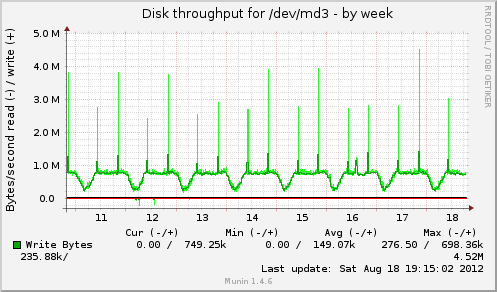 Disk throughput for /dev/md3 - by week
RRDTOOL / TOBI OETIKER
Bytes/second read (-) / write (+)
5.0 M
4.0 M
3.0 M
2.0 M
1.0 M
0.0
11 12 13 14 15 16 17 18
Cur (-/+) Min (-/+) Avg (-/+) Max (-/+)
Write Bytes 0.00 / 749.25k 0.00 / 149.07k 276.50 / 698.36k
235.88k/ 4.52M
Last update: Sat Aug 18 19:15:02 2012
Munin 1.4.6